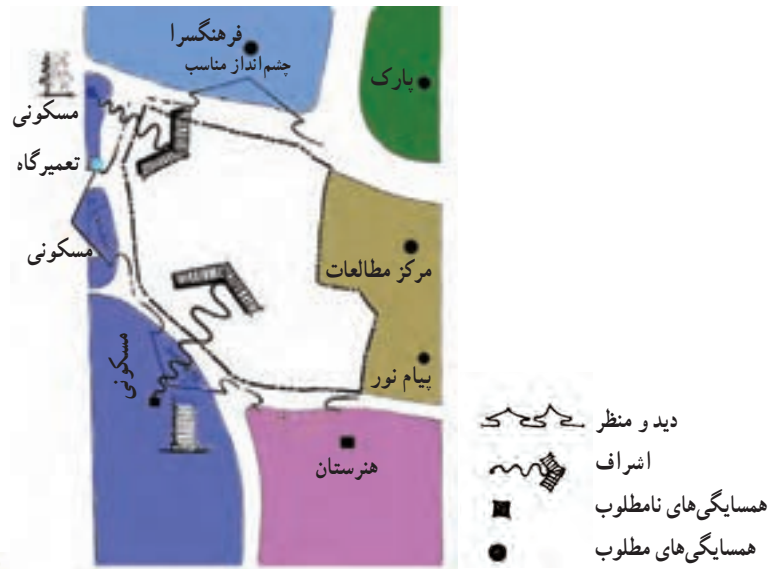 فرهنگسرا
چشم‌انداز مناسب
پارک
مسکونی
تعمیرگاه
مسکونی
مرکز مطالعات
مسکونی
پیام نور
هنرستان
دید و منظر
اشراف
همسایگی‌های نامطلوب
همسایگی‌های مطلوب